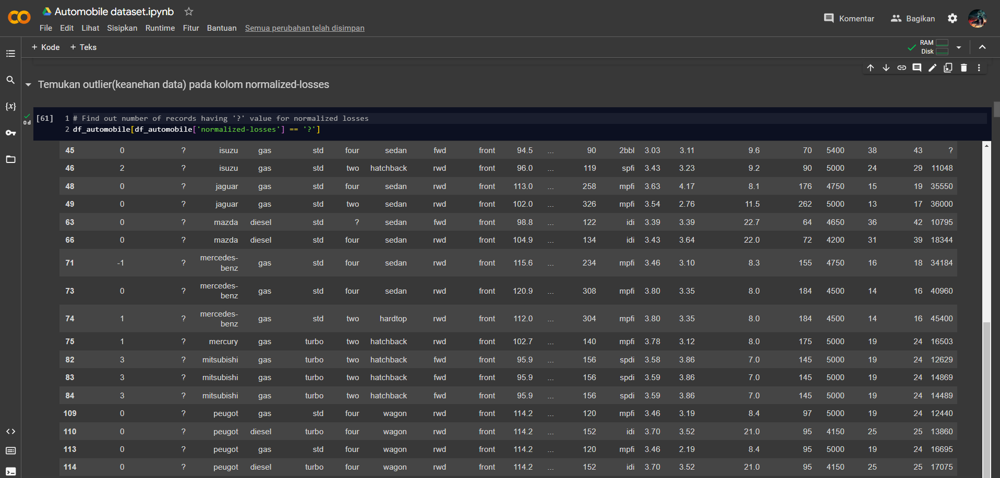 Automobile dataset.ipynb
File Edit Lihat Sisipkan Runtime Fitur Bantuan Semua perubahan telah disimpan
Komentar Bagikan
+ Kode + Teks
RAM
Disk
Temukan outlier(keanehan data) pada kolom normalized-losses
{x}
0 d
[61]
1 # Find out number of records having '?' value for normalized losses
2 df_automobile[df_automobile['normalized-losses'] == '?']
45 0 ? isuzu gas std four sedan fwd front 94.5 ... 90 2bbl 3.03 3.11 9.6 70 5400 38 43 ?
46 2 ? isuzu gas std two hatchback rwd front 96.0 ... 119 spfi 3.43 3.23 9.2 90 5000 24 29 11048
48 0 ? jaguar gas std four sedan rwd front 113.0 ... 258 mpfi 3.63 4.17 8.1 176 4750 15 19 35550
49 0 ? jaguar gas std two sedan rwd front 102.0 ... 326 mpfi 3.54 2.76 11.5 262 5000 13 17 36000
63 0 ? mazda diesel std ? sedan fwd front 98.8 ... 122 idi 3.39 3.39 22.7 64 4650 36 42 10795
66 0 ? mazda diesel std four sedan rwd front 104.9 ... 134 idi 3.43 3.64 22.0 72 4200 31 39 18344
71 -1 ? mercedes-benz gas std four sedan rwd front 115.6 ... 234 mpfi 3.46 3.10 8.3 155 4750 16 18 34184
73 0 ? mercedes-benz gas std four sedan rwd front 120.9 ... 308 mpfi 3.80 3.35 8.0 184 4500 14 16 40960
74 1 ? mercedes-benz gas std two hardtop rwd front 112.0 ... 304 mpfi 3.80 3.35 8.0 184 4500 14 16 45400
75 1 ? mercury gas turbo two hatchback rwd front 102.7 ... 140 mpfi 3.78 3.12 8.0 175 5000 19 24 16503
82 3 ? mitsubishi gas turbo two hatchback fwd front 95.9 ... 156 spdi 3.58 3.86 7.0 145 5000 19 24 12629
83 3 ? mitsubishi gas turbo two hatchback fwd front 95.9 ... 156 spdi 3.59 3.86 7.0 145 5000 19 24 14869
84 3 ? mitsubishi gas turbo two hatchback fwd front 95.9 ... 156 spdi 3.59 3.86 7.0 145 5000 19 24 14489
109 0 ? peugot gas std four wagon rwd front 114.2 ... 120 mpfi 3.46 3.19 8.4 97 5000 19 24 12440
110 0 ? peugot diesel turbo four wagon rwd front 114.2 ... 152 idi 3.70 3.52 21.0 95 4150 25 25 13860
113 0 ? peugot gas std four wagon rwd front 114.2 ... 120 mpfi 3.46 2.19 8.4 95 5000 19 24 16695
114 0 ? peugot diesel turbo four wagon rwd front 114.2 ... 152 idi 3.70 3.52 21.0 95 4150 25 25 17075